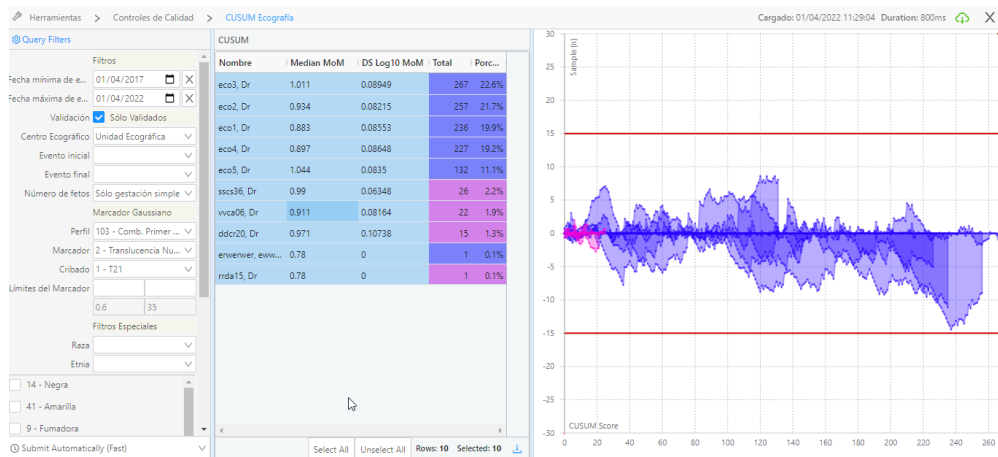 Herramientas > Controles de Calidad > CUSUM Ecografía
Cargado: 01/04/2022 11:29:04 Duration: 800ms
Query Filters
Filtros
Fecha mínima de e... 01/04/2017
Fecha máxima de e... 01/04/2022
Validación Sólo Validados
Centro Ecográfico Unidad Ecográfica
Evento inicial
Evento final
Número de fetos Sólo gestación simple
Marcador Gaussiano
Perfil 103 - Comb. Primer ...
Marcador 2 - Translucencia Nu...
Cribado 1 - T21
Límites del Marcador
0.6 35
Filtros Especiales
Raza
Etnia
14 - Negra
41 - Amarilla
9 - Fumadora
Submit Automatically (Fast)
CUSUM
Nombre Median MoM DS Log10 MoM Total Porc...
eco3, Dr 1.011 0.08949 267 22.6%
eco2, Dr 0.934 0.08215 257 21.7%
eco1, Dr 0.883 0.08553 236 19.9%
eco4, Dr 0.897 0.08648 227 19.2%
eco5, Dr 1.044 0.0835 132 11.1%
sscs36, Dr 0.99 0.06348 26 2.2%
vvca06, Dr 0.911 0.08164 22 1.9%
ddcr20, Dr 0.971 0.10738 15 1.3%
erwerwer, eww... 0.78 0 1 0.1%
rrda15, Dr 0.78 0 1 0.1%
Select All Unselect All Rows: 10 Selected: 10
Sample (n)
30
25
20
15
10
5
0
-5
-10
-15
-20
-25
-30
CUSUM Score
0 20 40 60 80 100 120 140 160 180 200 220 240 260